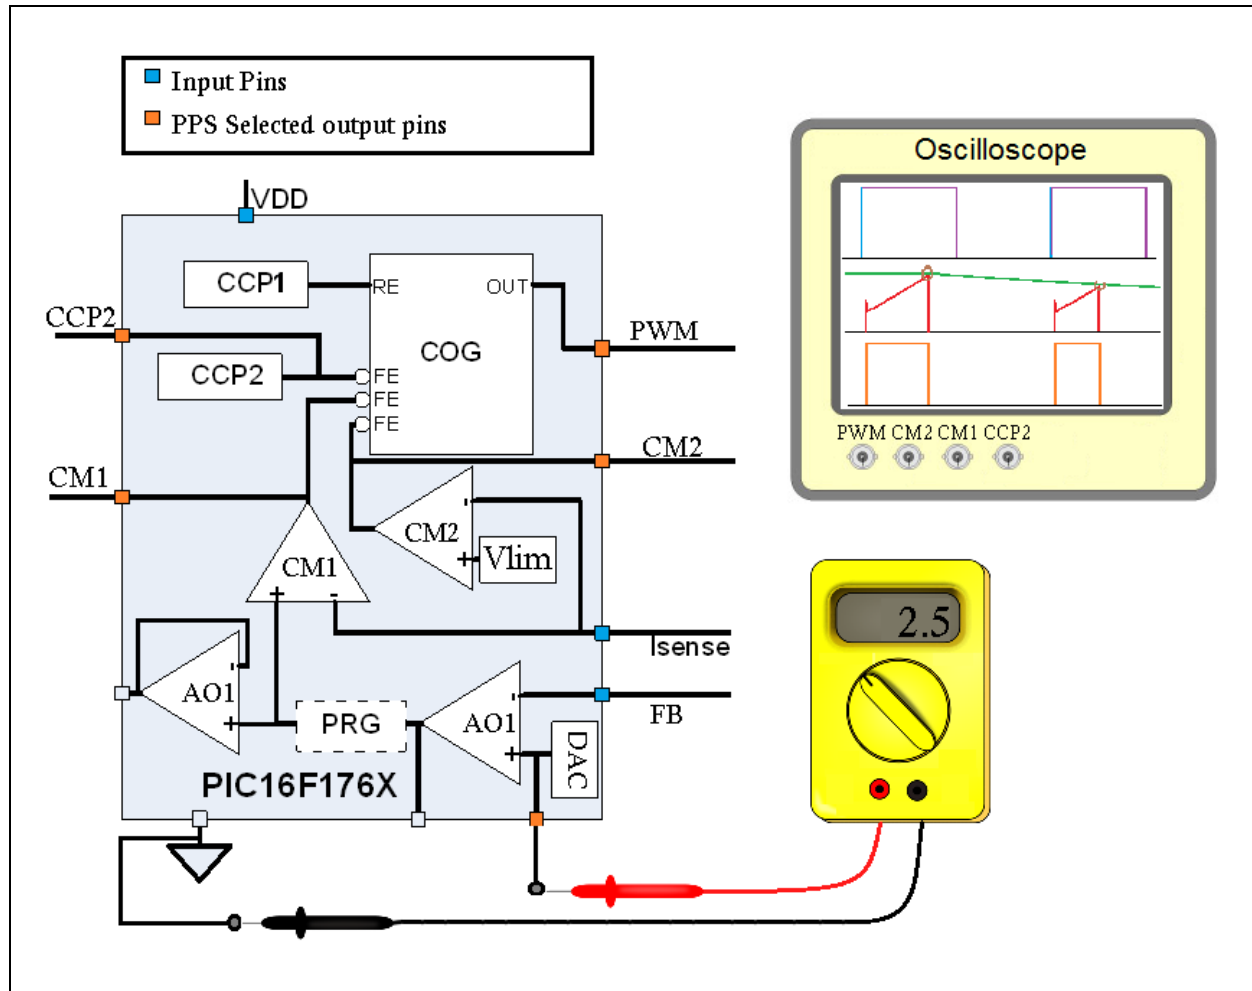 Input Pins
PPS Selected output pins
Oscilloscope
VDD
CCP1
RE
OUT
CCP2
PWM
COG
CCP2
FE
FE
FE
PWM CM2 CM1 CCP2
CM2
CM1
-
CM2
+
Vlim
CM1
+
-
2.5
Isense
-
AO1
+
-
FB
PRG
AO1
+
DAC
PIC16F176X